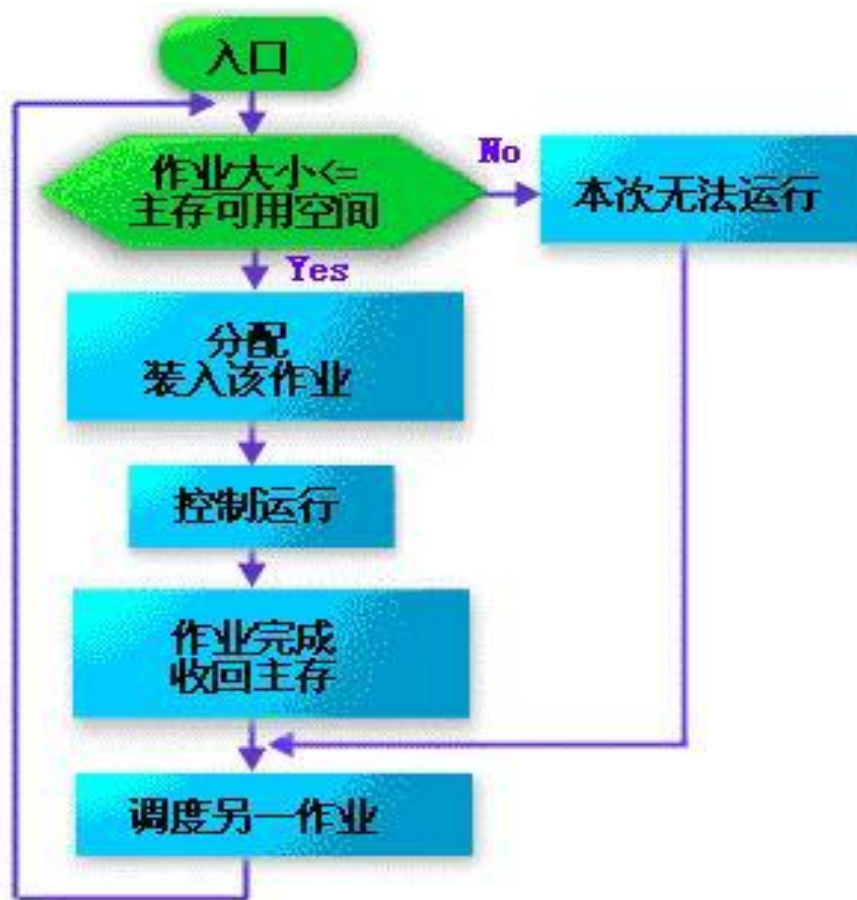 入口
作业大小<=
主存可用空间
No
本次无法运行
Yes
分配
装入该作业
控制运行
作业完成
收回主存
调度另一作业